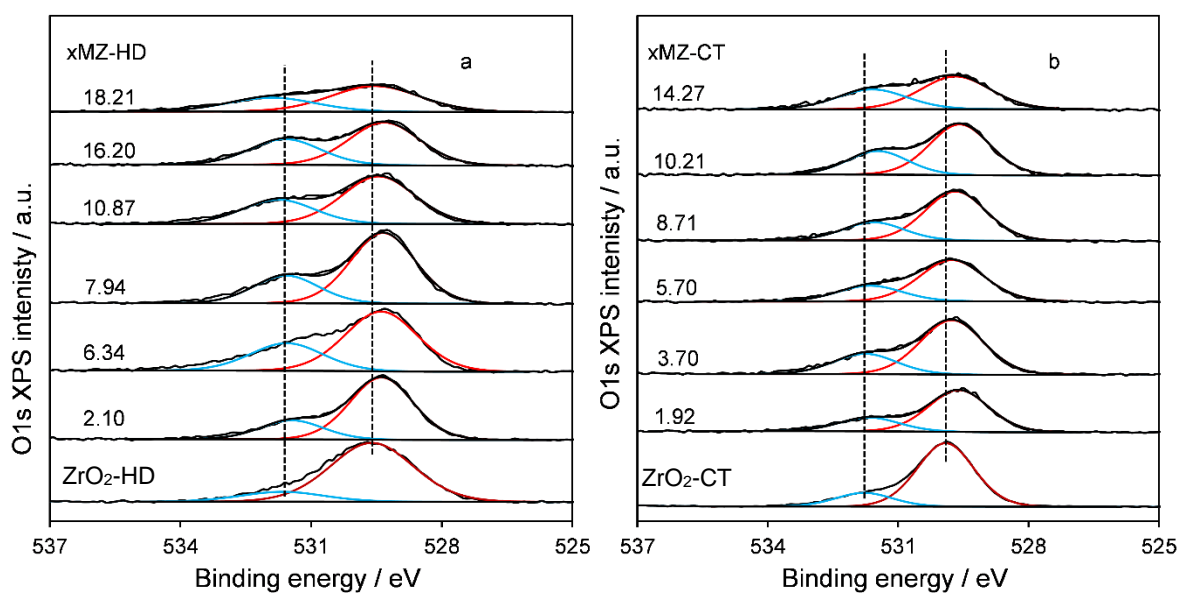 xMZ-HD
a
18.21
16.20
10.87
7.94
6.34
2.10
ZrO₂-HD
O1s XPS intenisty / a.u.
537
534
531
528
525
Binding energy / eV
xMZ-CT
b
14.27
10.21
8.71
5.70
3.70
1.92
ZrO₂-CT
O1s XPS intenisty / a.u.
537
534
531
528
525
Binding energy / eV